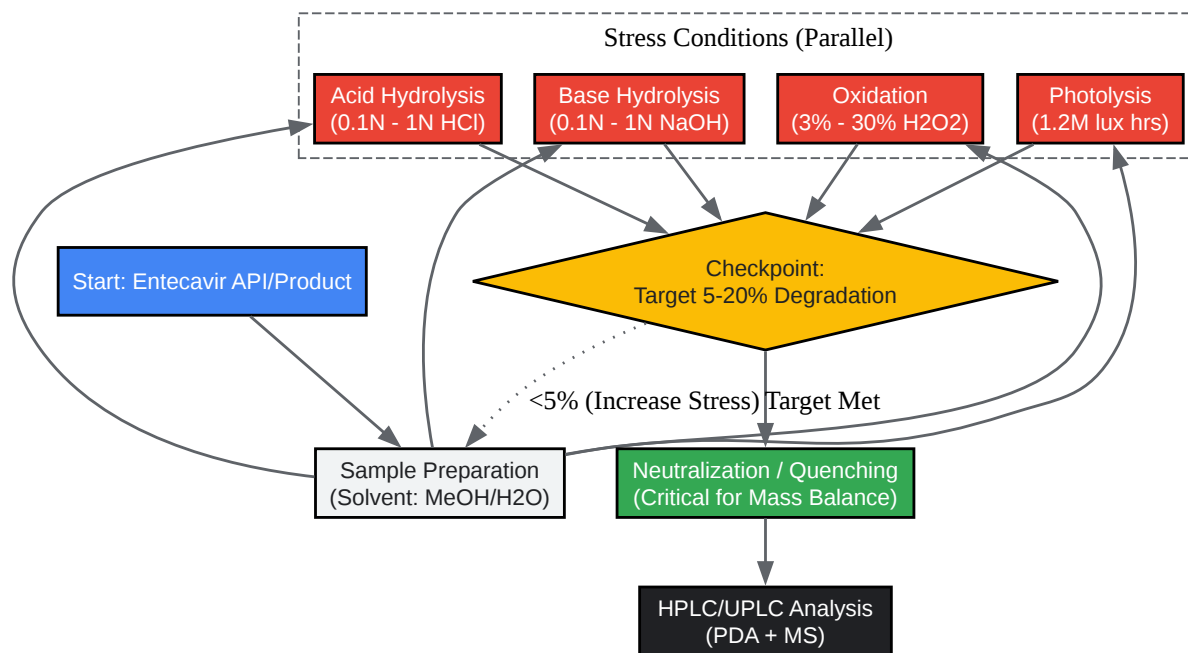 Stress Conditions (Parallel)
Acid Hydrolysis
(0.1N - 1N HCl)
Base Hydrolysis
(0.1N - 1N NaOH)
Oxidation
(3% - 30% H2O2)
Photolysis
(1.2M lux hrs)
Start: Entecavir API/Product
Checkpoint:
Target 5-20% Degradation
<5% (Increase Stress)
Target Met
Sample Preparation
(Solvent: MeOH/H2O)
Neutralization / Quenching
(Critical for Mass Balance)
HPLC/UPLC Analysis
(PDA + MS)